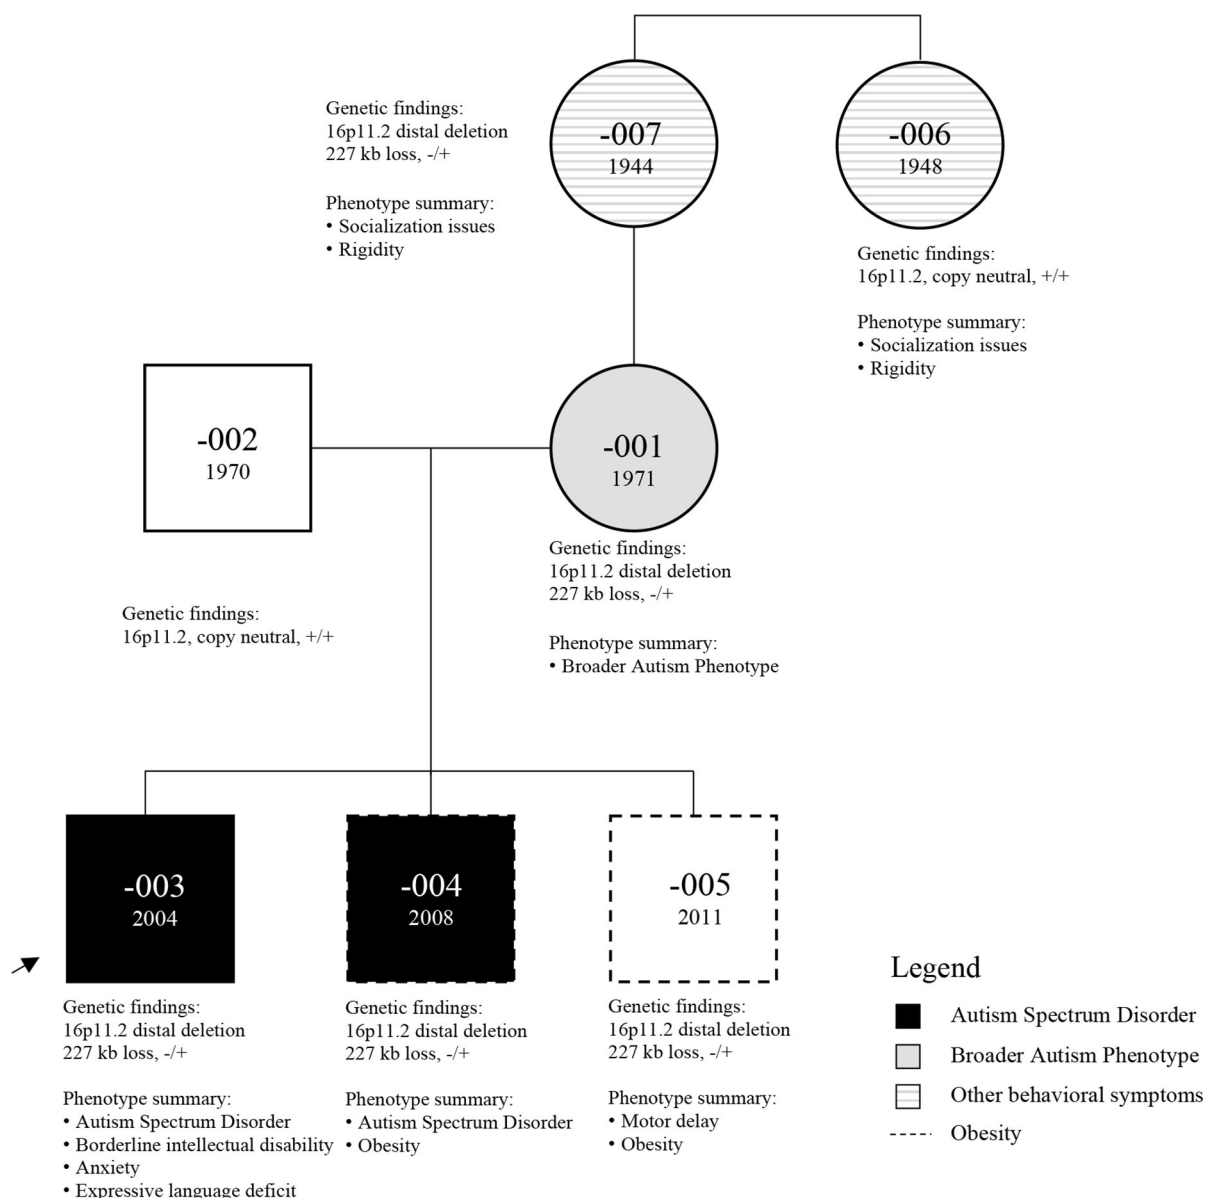 -007
1944
Genetic findings:
16p11.2 distal deletion
227 kb loss, -/+
Phenotype summary:
• Socialization issues
• Rigidity
-006
1948
Genetic findings:
16p11.2, copy neutral, +/+
Phenotype summary:
• Socialization issues
• Rigidity
-002
1970
Genetic findings:
16p11.2, copy neutral, +/+
-001
1971
Genetic findings:
16p11.2 distal deletion
227 kb loss, -/+
Phenotype summary:
• Broader Autism Phenotype
-003
2004
Genetic findings:
16p11.2 distal deletion
227 kb loss, -/+
Phenotype summary:
• Autism Spectrum Disorder
• Borderline intellectual disability
• Anxiety
• Expressive language deficit
-004
2008
Genetic findings:
16p11.2 distal deletion
227 kb loss, -/+
Phenotype summary:
• Autism Spectrum Disorder
• Obesity
-005
2011
Genetic findings:
16p11.2 distal deletion
227 kb loss, -/+
Phenotype summary:
• Motor delay
• Obesity
Legend
Autism Spectrum Disorder
Broader Autism Phenotype
Other behavioral symptoms
Obesity